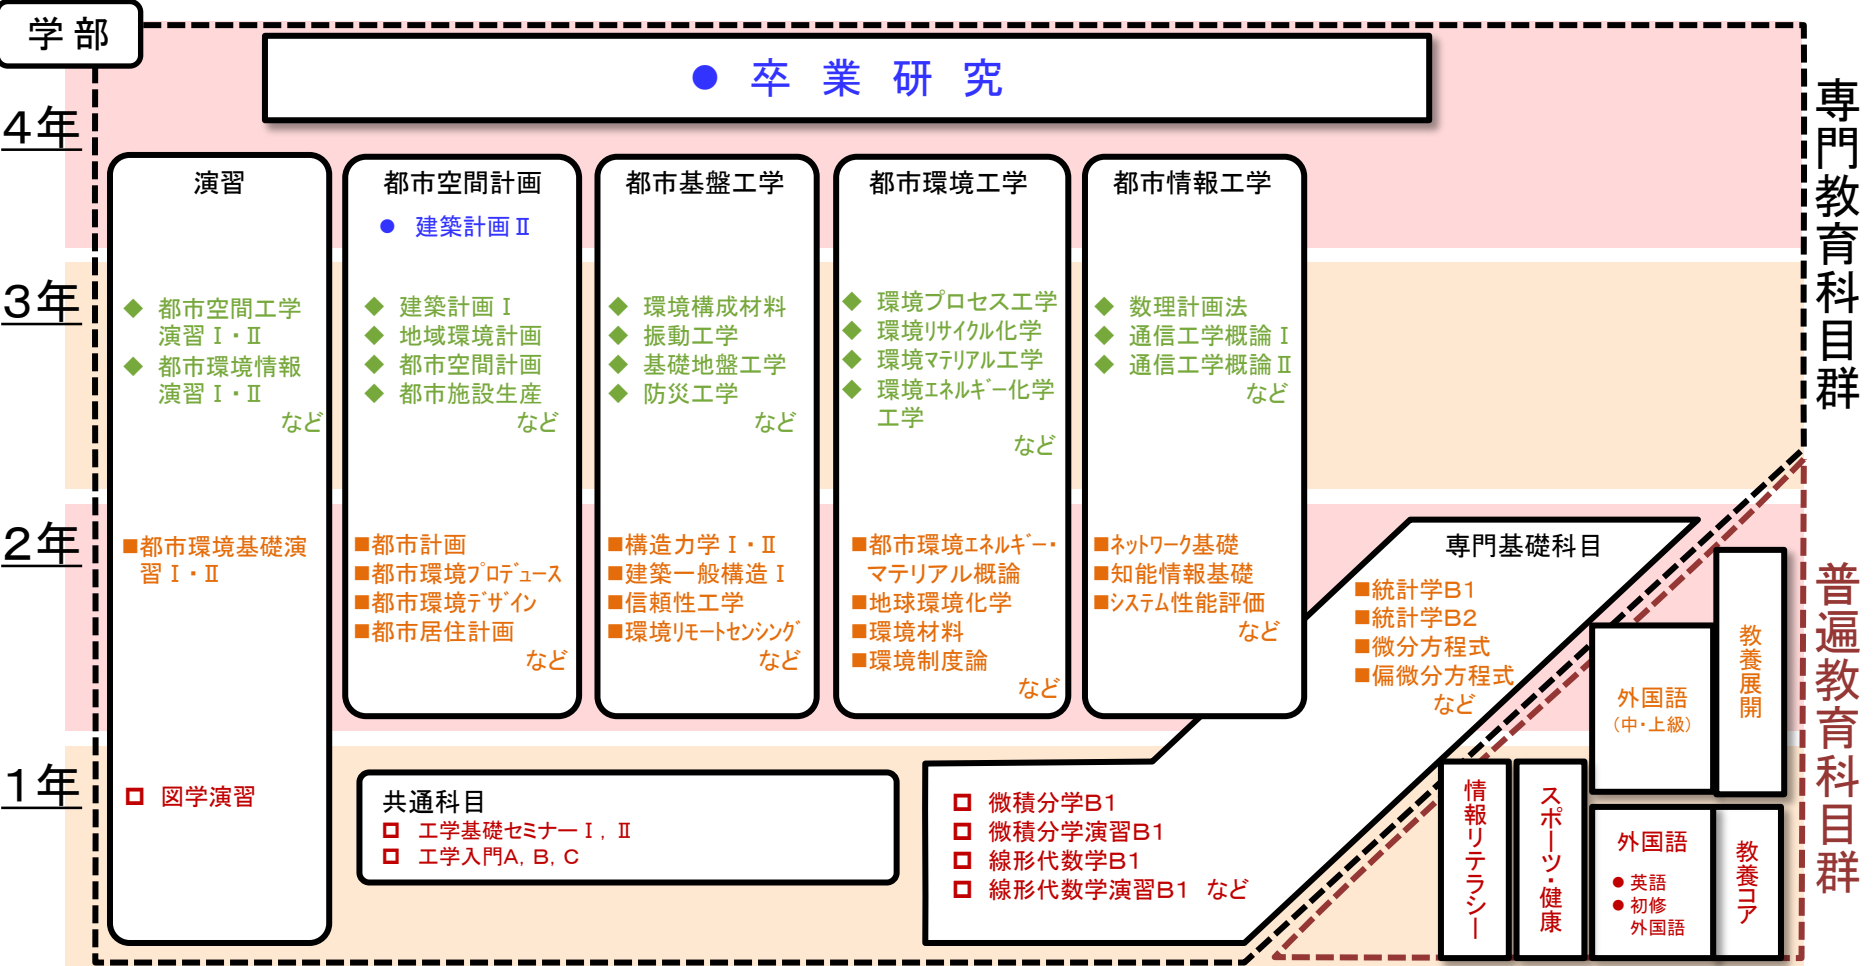 学部
● 卒業研究
4年
3年
2年
1年
演習
◆ 都市空間工学
演習Ⅰ・Ⅱ
◆ 都市環境情報
演習Ⅰ・Ⅱ
など
■都市環境基礎演
習Ⅰ・Ⅱ
図学演習
都市空間計画
● 建築計画Ⅱ
◆ 建築計画Ⅰ
◆ 地域環境計画
◆ 都市空間計画
◆ 都市施設生産
など
■都市計画
■都市環境プロデュース
■都市環境デザイン
■都市居住計画
など
都市基盤工学
◆ 環境構成材料
◆ 振動工学
◆ 基礎地盤工学
◆ 防災工学
など
■構造力学Ⅰ・Ⅱ
■建築一般構造Ⅰ
■信頼性工学
■環境リモートセンシング
など
都市環境工学
◆ 環境プロセス工学
◆ 環境リサイクル化学
◆ 環境マテリアル工学
◆ 環境エネルギー化学
工学
など
■都市環境エネルギー・
マテリアル概論
■地球環境化学
■環境材料
■環境制度論
など
都市情報工学
◆ 数理計画法
◆ 通信工学概論Ⅰ
◆ 通信工学概論Ⅱ
など
■ネットワーク基礎
■知能情報基礎
■システム性能評価
など
共通科目
工学基礎セミナーⅠ, Ⅱ
工学入門A, B, C
専門基礎科目
■統計学B1
■統計学B2
■微分方程式
■偏微分方程式
など
微積分学B1
微積分学演習B1
線形代数学B1
線形代数学演習B1 など
情報リテラシー
スポーツ・健康
外国語
(中・上級)
教養展開
外国語
● 英語
● 初修
外国語
教養コア
専門教育科目群
普遍教育科目群